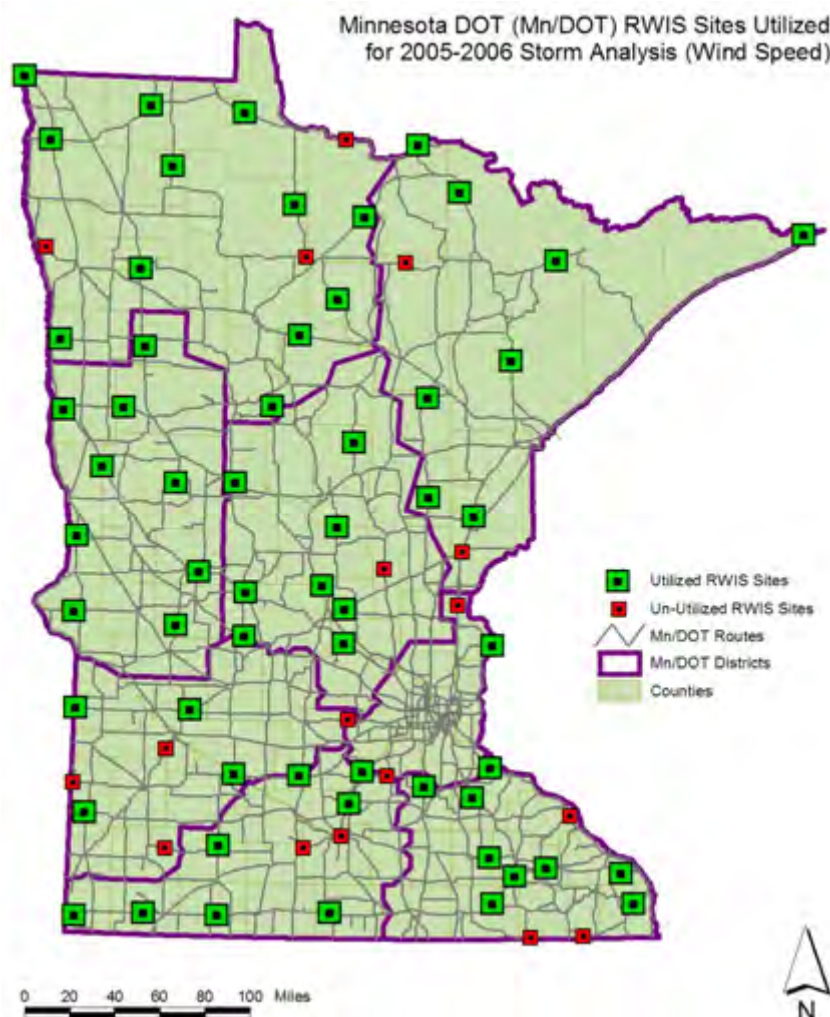 Minnesota DOT (Mn/DOT) RWIS Sites Utilized
for 2005-2006 Storm Analysis (Wind Speed)
Utilized RWIS Sites
Un-Utilized RWIS Sites
Mn/DOT Routes
Mn/DOT Districts
Counties
0 20 40 60 80 100 Miles
N